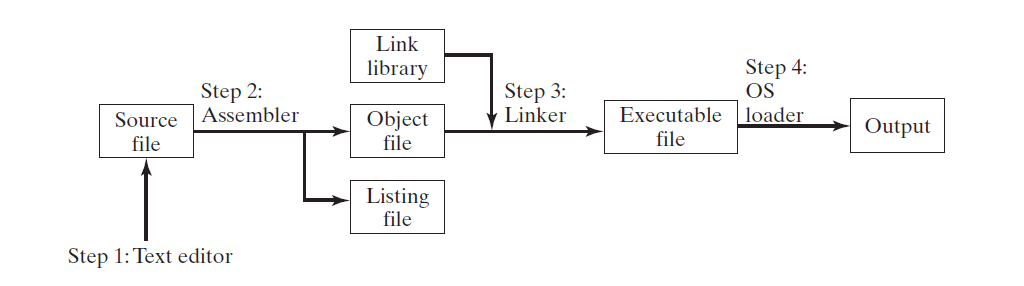 Link
library
Step 4:
OS
loader
Step 2:
Assembler
Step 3:
Linker
Source
file
Object
file
Executable
file
Output
Listing
file
Step 1: Text editor